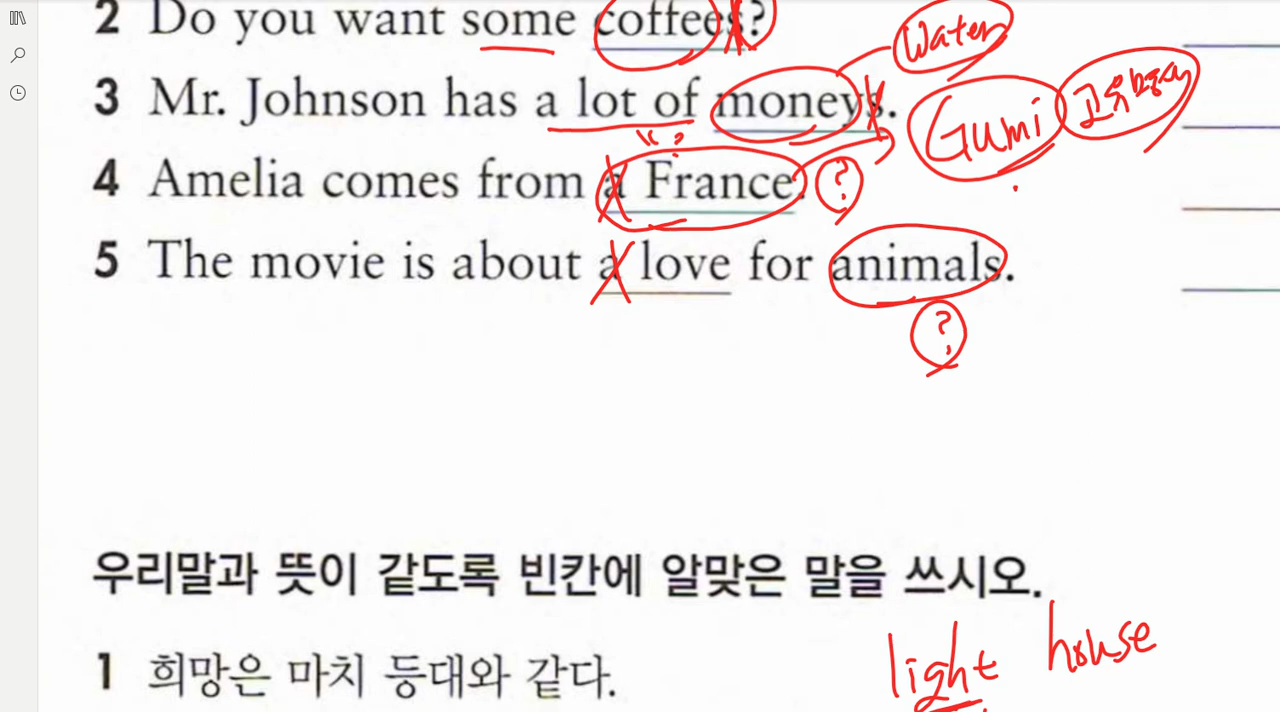 2 Do you want some coffees?
Water
3 Mr. Johnson has a lot of moneys.
Gumi 고유명사
4 Amelia comes from a France. ?
5 The movie is about a love for animals.
?
우리말과 뜻이 같도록 빈칸에 알맞은 말을 쓰시오.
light house
1 희망은 마치 등대와 같다.